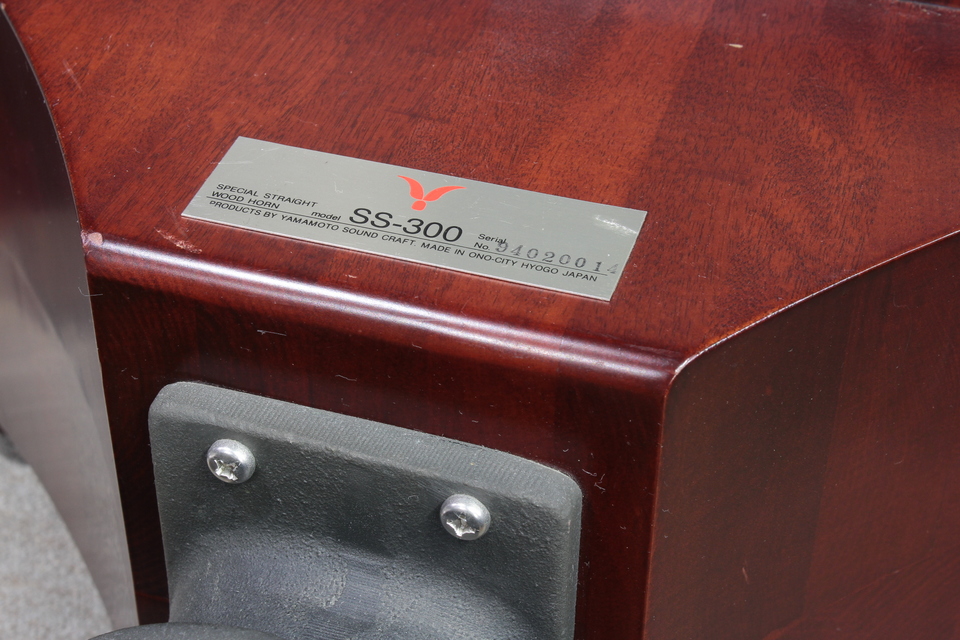 SPECIAL STRAIGHT
WOOD HORN model SS-300 Serial No. 94020014
PRODUCTS BY YAMAMOTO SOUND CRAFT. MADE IN ONO-CITY HYOGO JAPAN